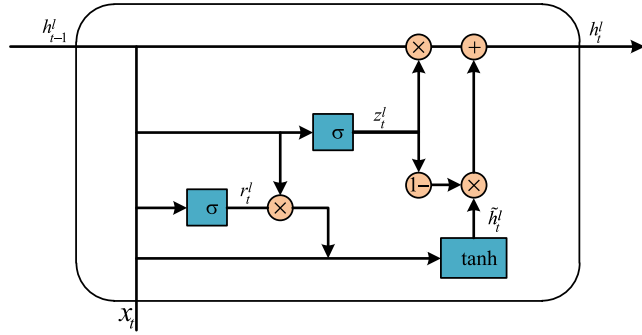 h^l_{t-1} × + h^l_t
σ z^l_t
1− ×
σ r^l_t × h̃^l_t
tanh
x_t